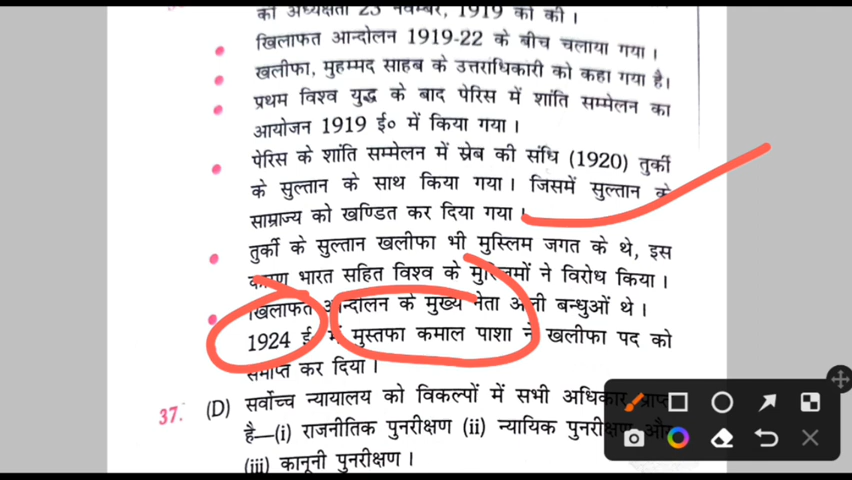 की अध्यक्षता 23 नवम्बर, 1919 को की।
खिलाफत आन्दोलन 1919-22 के बीच चलाया गया।
खलीफा, मुहम्मद साहब के उत्तराधिकारी को कहा गया है।
प्रथम विश्व युद्ध के बाद पेरिस में शांति सम्मेलन का
आयोजन 1919 ई० में किया गया।
पेरिस के शांति सम्मेलन में स्रेब की संधि (1920) तुर्की
के सुल्तान के साथ किया गया। जिसमें सुल्तान के
साम्राज्य को खण्डित कर दिया गया।
तुर्की के सुल्तान खलीफा भी मुस्लिम जगत के थे, इस
कारण भारत सहित विश्व के मुस्लिमों ने विरोध किया।
खिलाफत आन्दोलन के मुख्य नेता अली बन्धुओं थे।
1924 ई में मुस्तफा कमाल पाशा ने खलीफा पद को
समाप्त कर दिया।
37. (D) सर्वोच्च न्यायालय को विकल्पों में सभी अधिकार प्राप्त
है—(i) राजनीतिक पुनरीक्षण (ii) न्यायिक पुनरीक्षण और
(iii) कानूनी पुनरीक्षण।